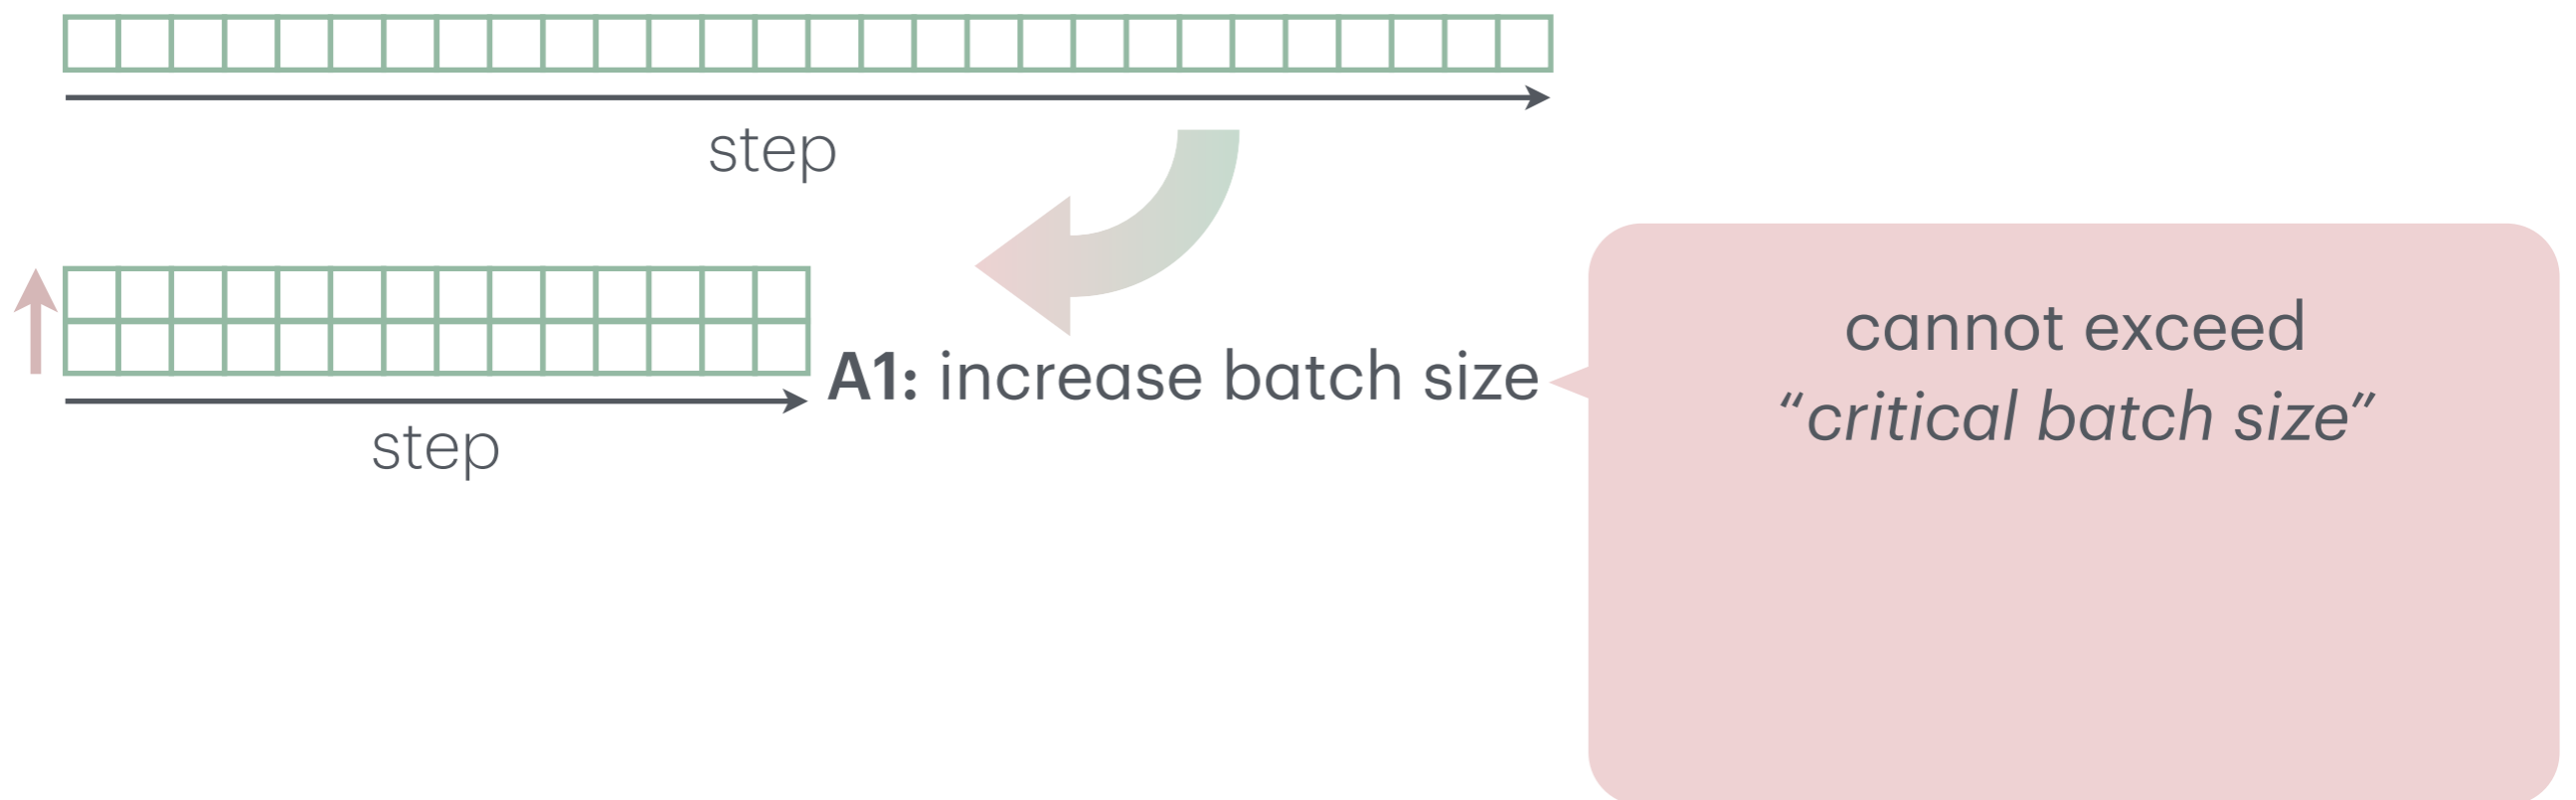 step
step
A1: increase batch size
cannot exceed
“critical batch size”